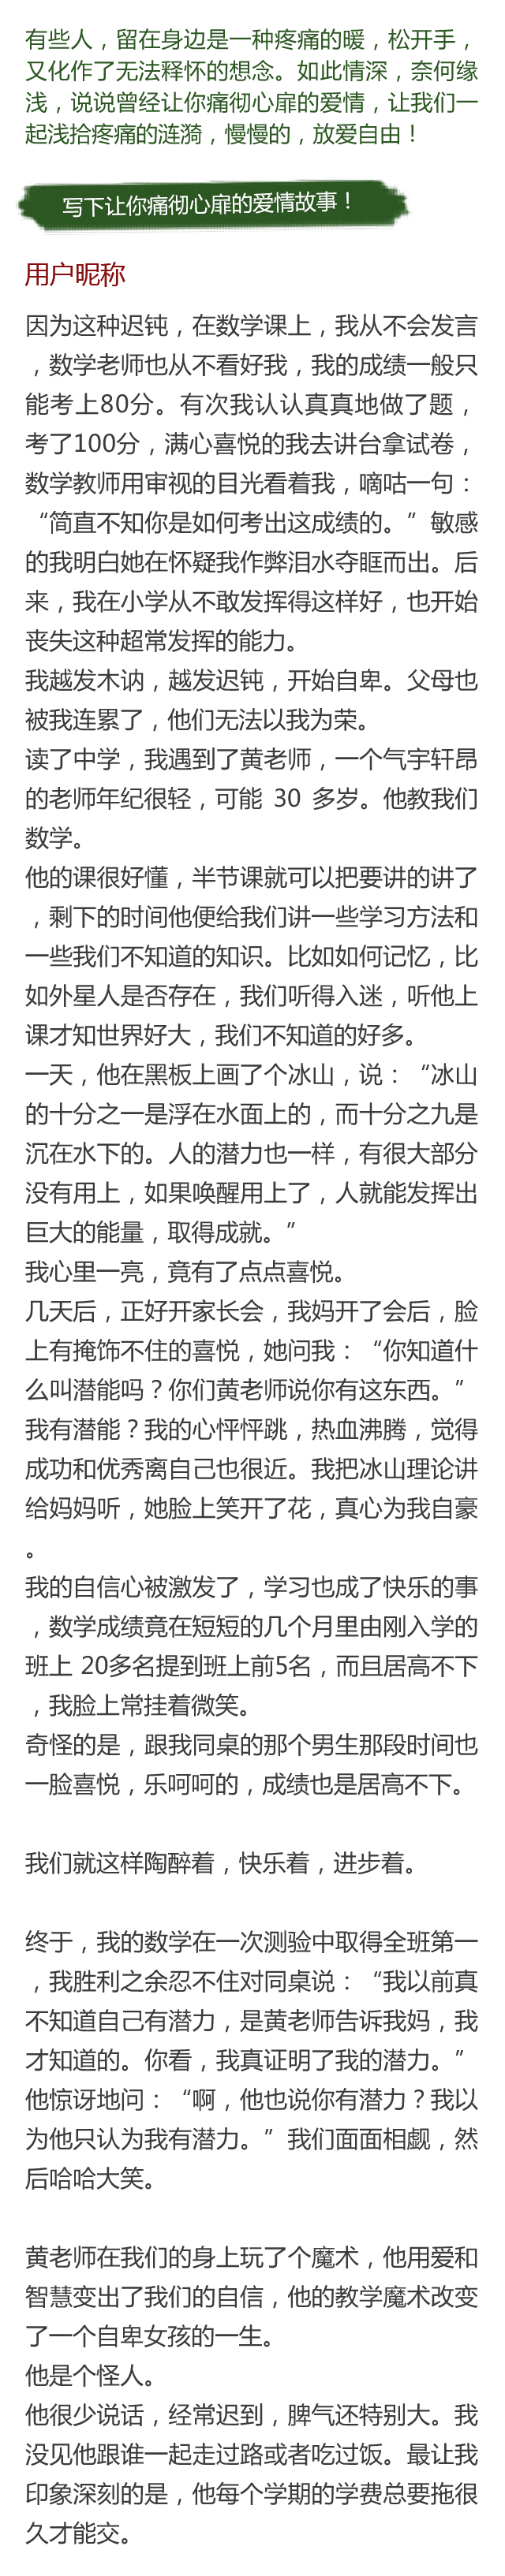 有些人，留在身边是一种疼痛的暖，松开手，
又化作了无法释怀的想念。如此情深，奈何缘
浅，说说曾经让你痛彻心扉的爱情，让我们一
起浅拾疼痛的涟漪，慢慢的，放爱自由！
写下让你痛彻心扉的爱情故事！
用户昵称
因为这种迟钝，在数学课上，我从不会发言
，数学老师也从不看好我，我的成绩一般只
能考上80分。有次我认认真真地做了题，
考了100分，满心喜悦的我去讲台拿试卷，
数学教师用审视的目光看着我，嘀咕一句：
“简直不知你是如何考出这成绩的。”敏感
的我明白她在怀疑我作弊泪水夺眶而出。后
来，我在小学从不敢发挥得这样好，也开始
丧失这种超常发挥的能力。
我越发木讷，越发迟钝，开始自卑。父母也
被我连累了，他们无法以我为荣。
读了中学，我遇到了黄老师，一个气宇轩昂
的老师年纪很轻，可能 30 多岁。他教我们
数学。
他的课很好懂，半节课就可以把要讲的讲了
，剩下的时间他便给我们讲一些学习方法和
一些我们不知道的知识。比如如何记忆，比
如外星人是否存在，我们听得入迷，听他上
课才知世界好大，我们不知道的好多。
一天，他在黑板上画了个冰山，说：“冰山
的十分之一是浮在水面上的，而十分之九是
沉在水下的。人的潜力也一样，有很大部分
没有用上，如果唤醒用上了，人就能发挥出
巨大的能量，取得成就。”
我心里一亮，竟有了点点喜悦。
几天后，正好开家长会，我妈开了会后，脸
上有掩饰不住的喜悦，她问我：“你知道什
么叫潜能吗？你们黄老师说你有这东西。”
我有潜能？我的心怦怦跳，热血沸腾，觉得
成功和优秀离自己也很近。我把冰山理论讲
给妈妈听，她脸上笑开了花，真心为我自豪
。
我的自信心被激发了，学习也成了快乐的事
，数学成绩竟在短短的几个月里由刚入学的
班上 20多名提到班上前5名，而且居高不下
，我脸上常挂着微笑。
奇怪的是，跟我同桌的那个男生那段时间也
一脸喜悦，乐呵呵的，成绩也是居高不下。
我们就这样陶醉着，快乐着，进步着。
终于，我的数学在一次测验中取得全班第一
，我胜利之余忍不住对同桌说：“我以前真
不知道自己有潜力，是黄老师告诉我妈，我
才知道的。你看，我真证明了我的潜力。”
他惊讶地问：“啊，他也说你有潜力？我以
为他只认为我有潜力。”我们面面相觑，然
后哈哈大笑。
黄老师在我们的身上玩了个魔术，他用爱和
智慧变出了我们的自信，他的教学魔术改变
了一个自卑女孩的一生。
他是个怪人。
他很少说话，经常迟到，脾气还特别大。我
没见他跟谁一起走过路或者吃过饭。最让我
印象深刻的是，他每个学期的学费总要拖很
久才能交。